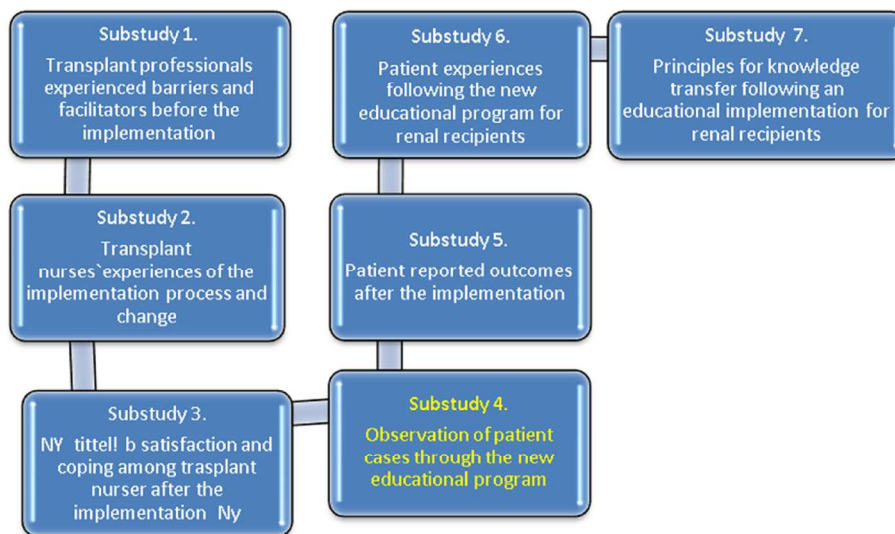 Substudy 1.
Transplant professionals
experienced barriers and
facilitators before the
implementation
Substudy 2.
Transplant
nurses`experiences of the
implementation process and
change
Substudy 3.
NY tittel! b satisfaction and
coping among trasplant
nurser after the
implementation Ny
Substudy 4.
Observation of patient
cases through the new
educational program
Substudy 5.
Patient reported outcomes
after the implementation
Substudy 6.
Patient experiences
following the new
educational program for
renal recipients
Substudy 7.
Principles for knowledge
transfer following an
educational implementation for
renal recipients